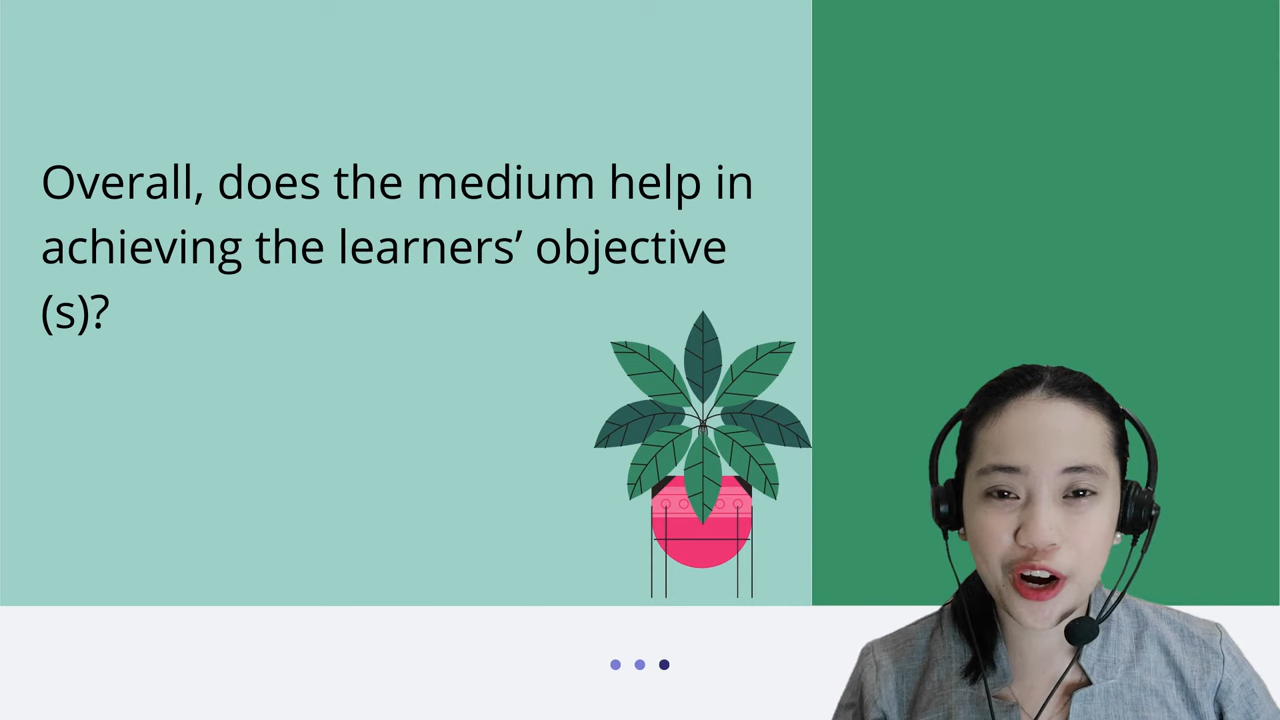 Overall, does the medium help in
achieving the learners’ objective
(s)?